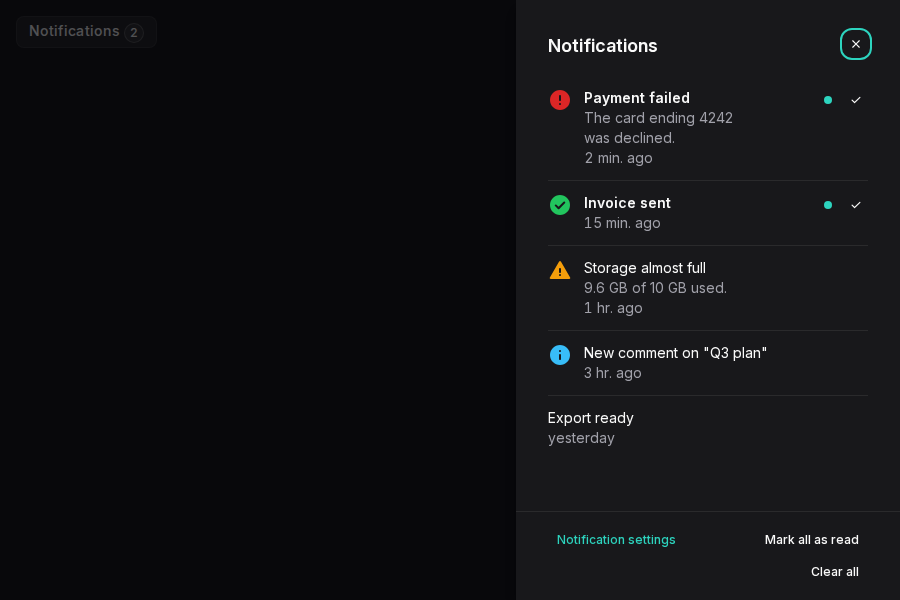 Notifications 2
Notifications
Payment failed
The card ending 4242
was declined.
2 min. ago
Invoice sent
15 min. ago
Storage almost full
9.6 GB of 10 GB used.
1 hr. ago
New comment on "Q3 plan"
3 hr. ago
Export ready
yesterday
Notification settings
Mark all as read
Clear all